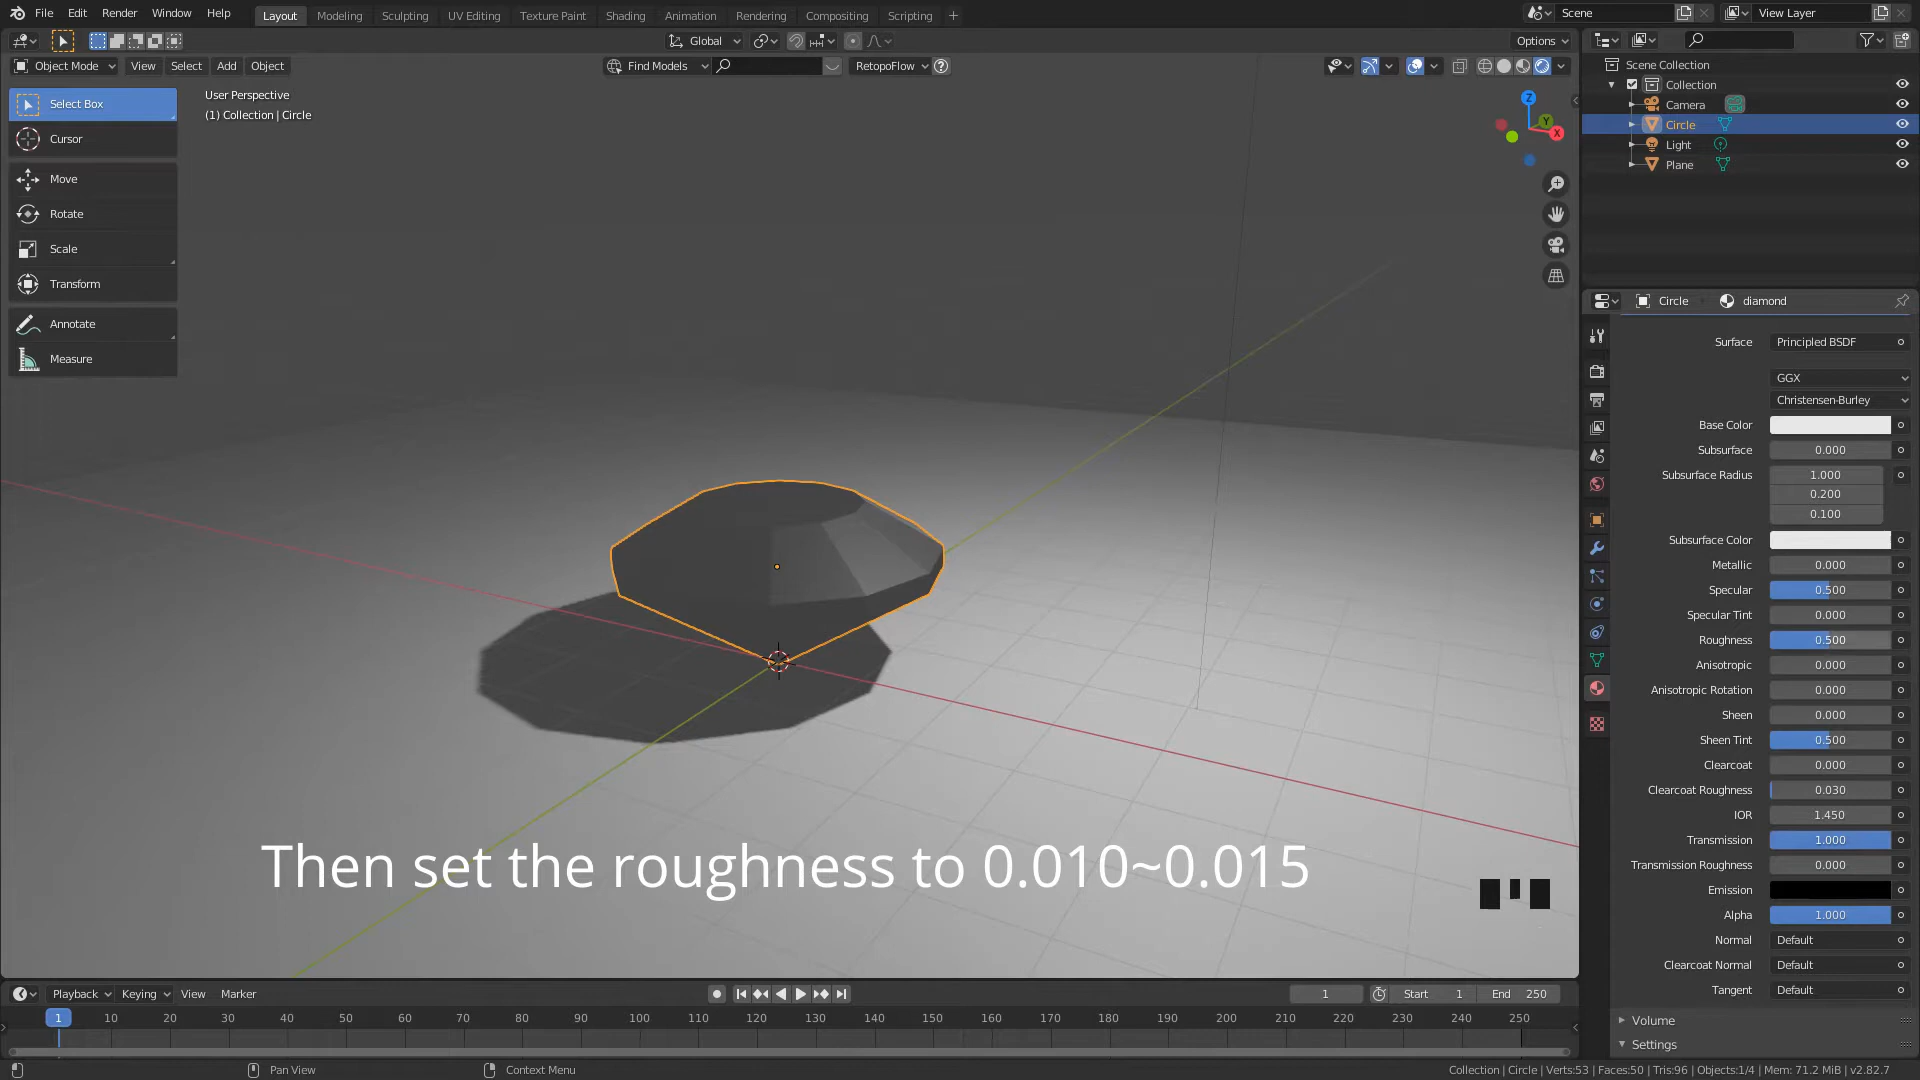 File Edit Render Window Help Layout Modeling Sculpting UV Editing Texture Paint Shading Animation Rendering Compositing Scripting + Scene View Layer
Global Options
Object Mode View Select Add Object Find Models RetopoFlow
Select Box
Cursor
Move
Rotate
Scale
Transform
Annotate
Measure
User Perspective
(1) Collection | Circle
Z
Y
X
Scene Collection
Collection
Camera
Circle
Light
Plane
Circle diamond
Surface Principled BSDF
GGX
Christensen-Burley
Base Color
Subsurface 0.000
Subsurface Radius 1.000
0.200
0.100
Subsurface Color
Metallic 0.000
Specular 0.500
Specular Tint 0.000
Roughness 0.500
Anisotropic 0.000
Anisotropic Rotation 0.000
Sheen 0.000
Sheen Tint 0.500
Clearcoat 0.000
Clearcoat Roughness 0.030
IOR 1.450
Transmission 1.000
Transmission Roughness 0.000
Emission
Alpha 1.000
Normal Default
Clearcoat Normal Default
Tangent Default
Volume
Settings
Then set the roughness to 0.010~0.015
Playback Keying View Marker 1 Start 1 End 250
1 10 20 30 40 50 60 70 80 90 100 110 120 130 140 150 160 170 180 190 200 210 220 230 240 250
Pan View Context Menu Collection | Circle | Verts:53 | Faces:50 | Tris:96 | Objects:1/4 | Mem: 71.2 MiB | v2.82.7